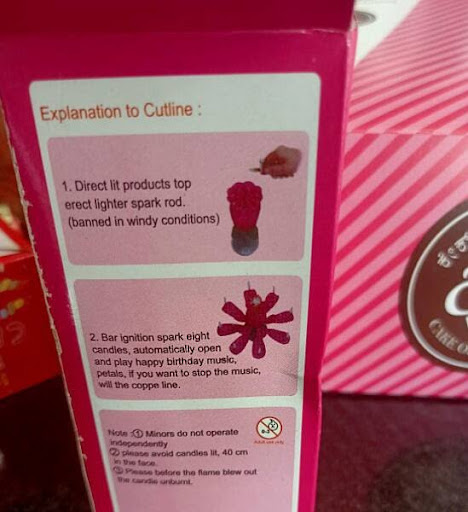 Explanation to Cutline :
1. Direct lit products top
erect lighter spark rod.
(banned in windy conditions)
2. Bar ignition spark eight
candles, automatically open
and play happy birthday music,
petals, if you want to stop the music,
will the coppe line.
Note :① Minors do not operate
independently
② please avoid candles lit, 40 cm
in the face.
③ Please before the flame blew out
the candle unburnt.
Adult use only